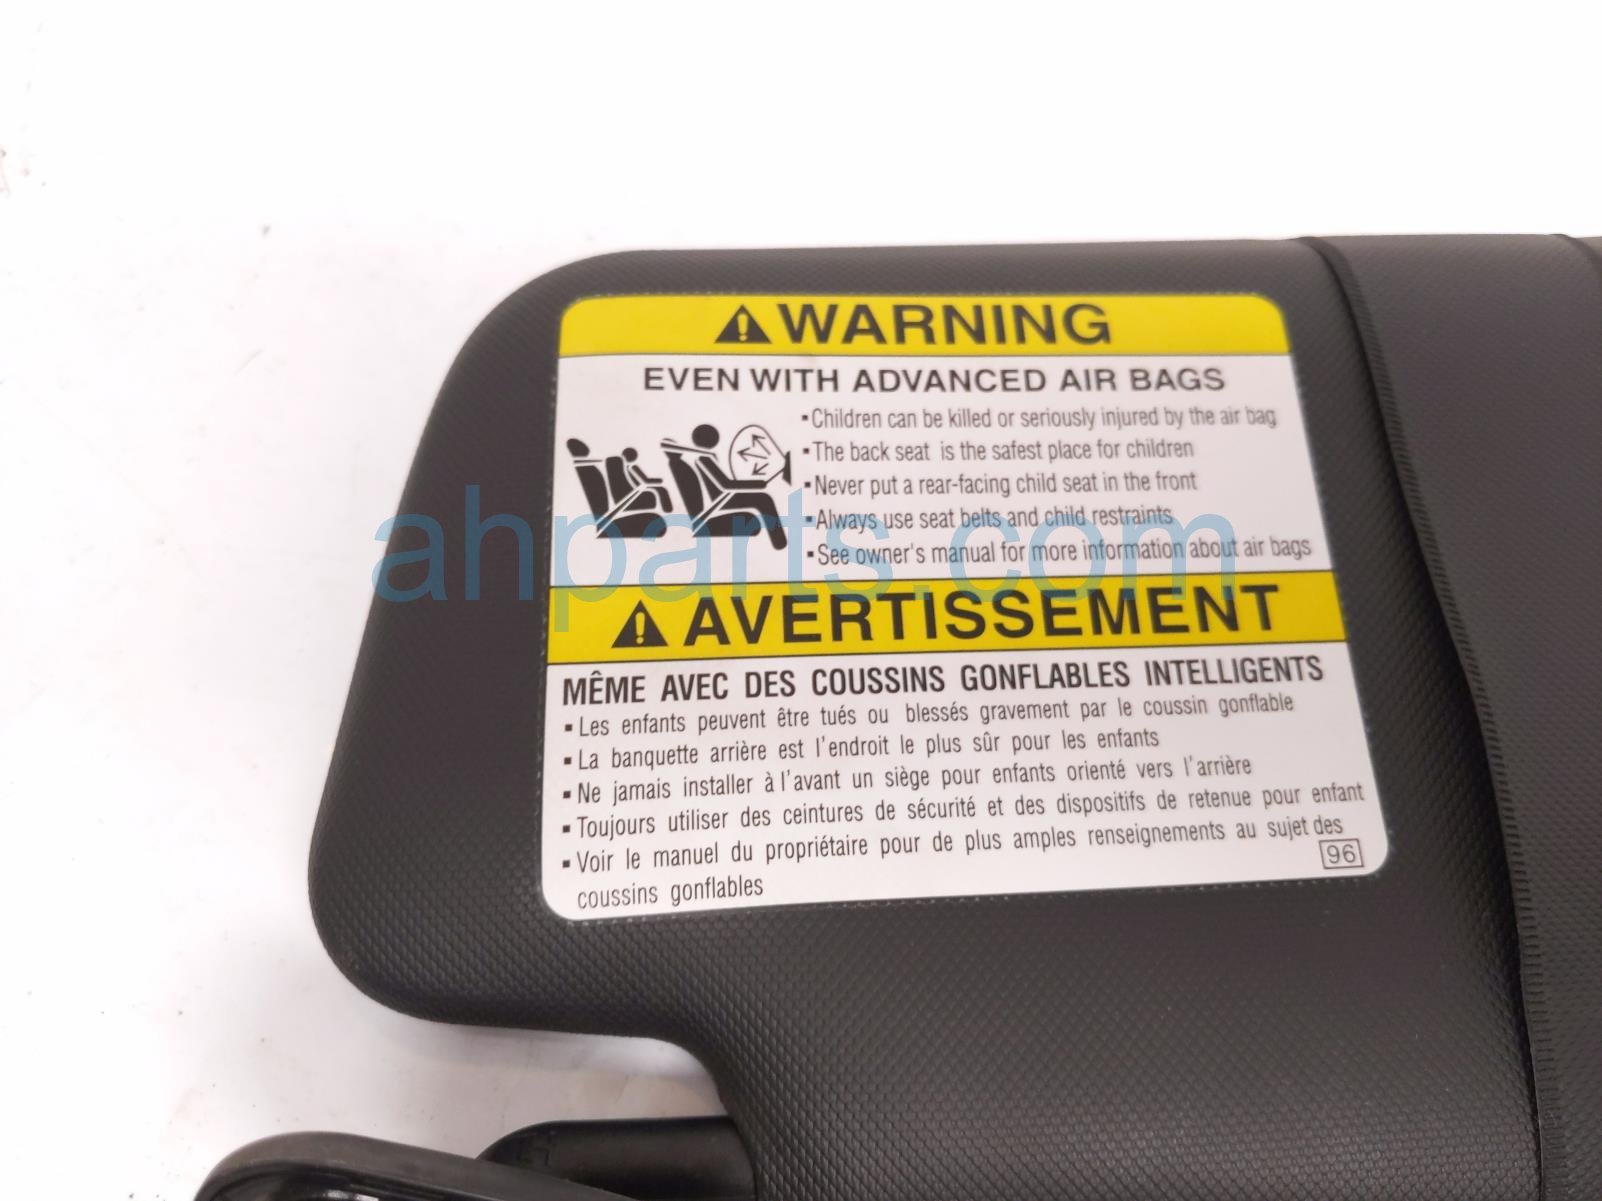 WARNING
EVEN WITH ADVANCED AIR BAGS
▪Children can be killed or seriously injured by the air bag
▪The back seat is the safest place for children
▪Never put a rear-facing child seat in the front
▪Always use seat belts and child restraints
▪See owner's manual for more information about air bags
ahparts.com
AVERTISSEMENT
MÊME AVEC DES COUSSINS GONFLABLES INTELLIGENTS
▪Les enfants peuvent être tués ou blessés gravement par le coussin gonflable
▪La banquette arrière est l'endroit le plus sûr pour les enfants
▪Ne jamais installer à l'avant un siège pour enfants orienté vers l'arrière
▪Toujours utiliser des ceintures de sécurité et des dispositifs de retenue pour enfant
▪Voir le manuel du propriétaire pour de plus amples renseignements au sujet des
coussins gonflables
96